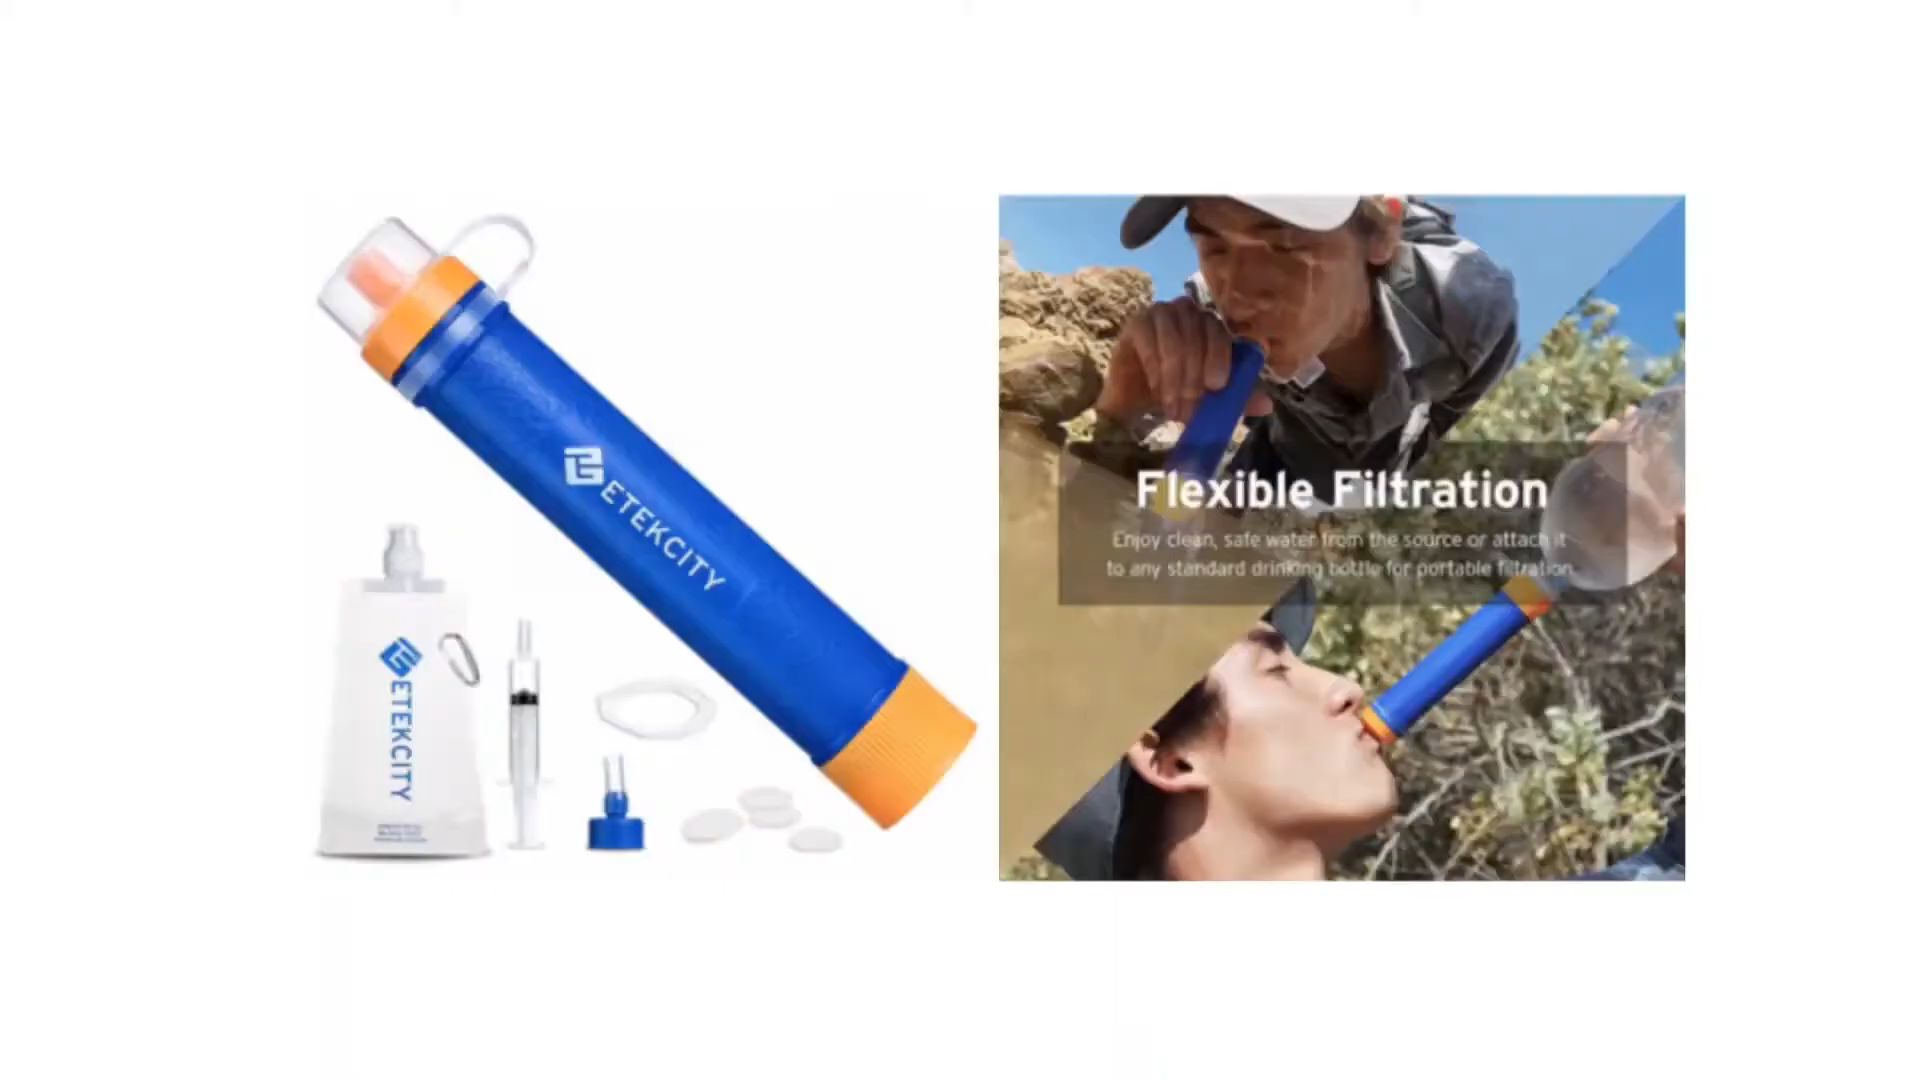 ETEKCITY
ETEKCITY
Flexible Filtration
Enjoy clean, safe water from the source or attach it
to any standard drinking bottle for portable filtration.